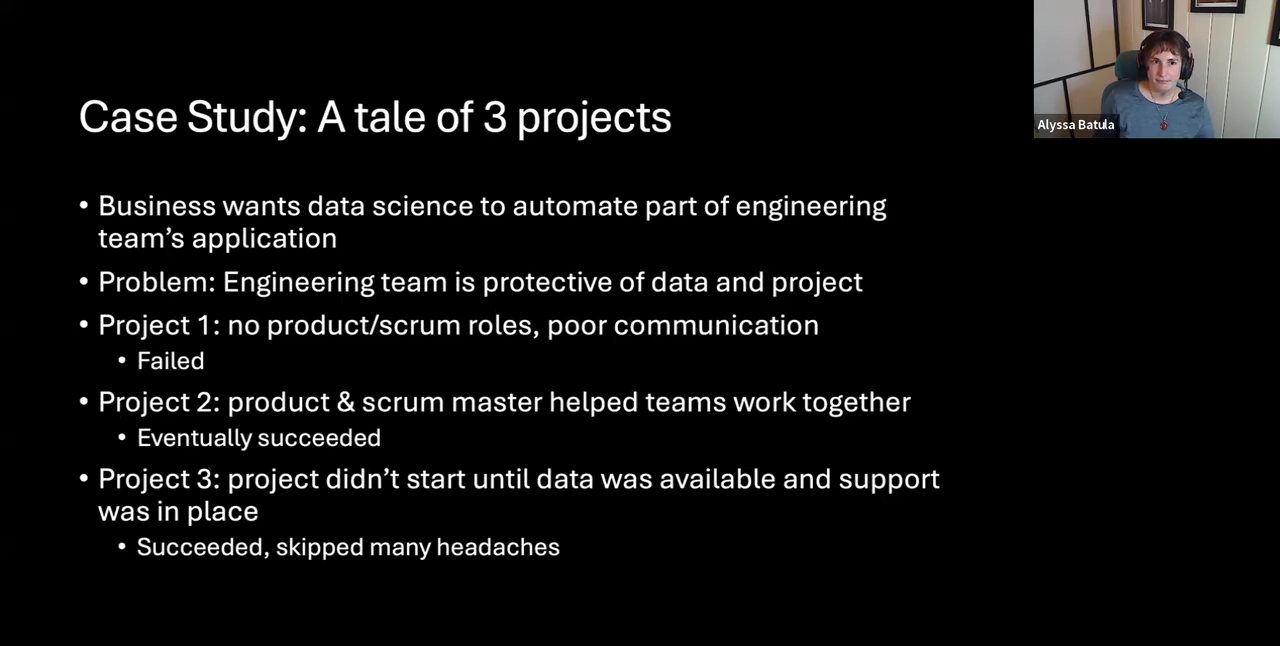 Alyssa Batula
Case Study: A tale of 3 projects
• Business wants data science to automate part of engineering
team’s application
• Problem: Engineering team is protective of data and project
• Project 1: no product/scrum roles, poor communication
• Failed
• Project 2: product & scrum master helped teams work together
• Eventually succeeded
• Project 3: project didn’t start until data was available and support
was in place
• Succeeded, skipped many headaches